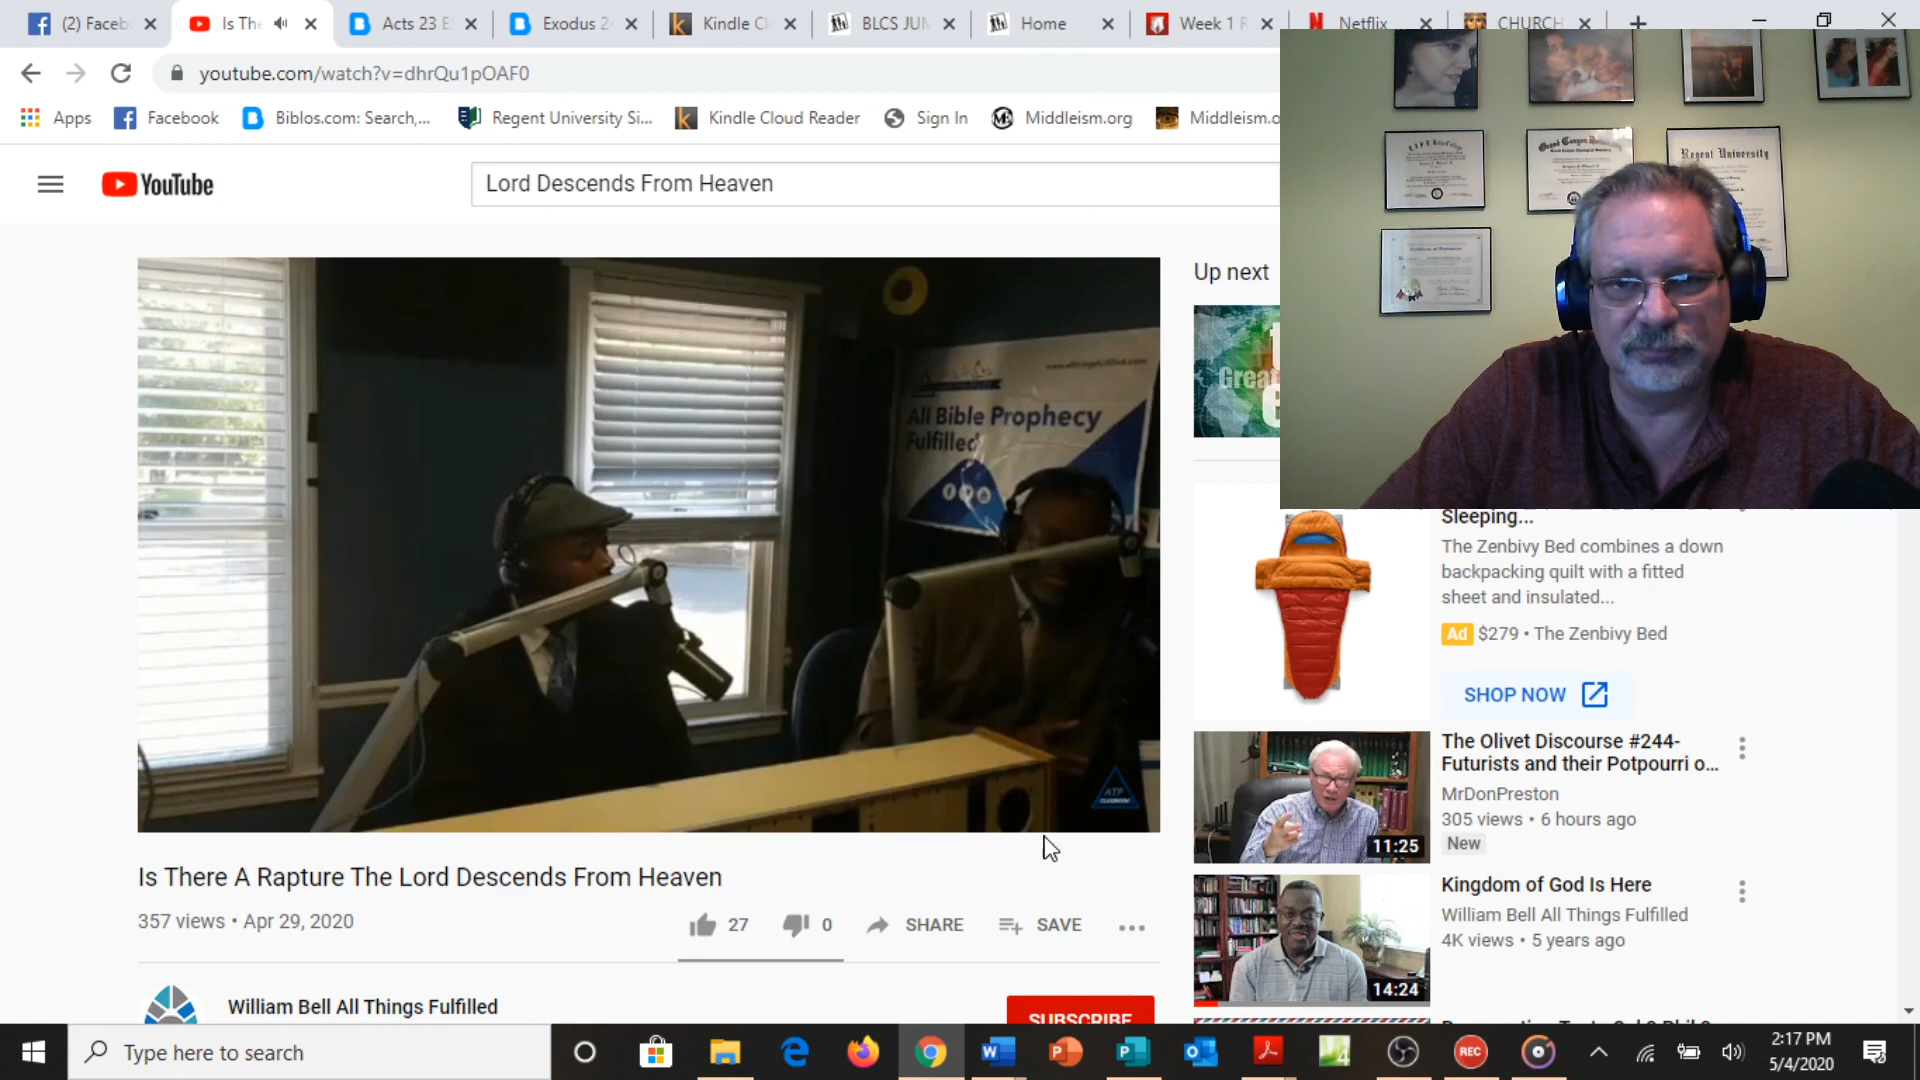 (2) Faceb
Is The
Acts 23 E
Exodus 24
Kindle Cl
BLCS JUN
Home
Week 1 R
Netflix
CHURCH
youtube.com/watch?v=dhrQu1pOAF0
Apps
Facebook
Biblos.com: Search,...
Regent University Si...
Kindle Cloud Reader
Sign In
Middleism.org
Middleism.o
YouTube
Lord Descends From Heaven
Regent University
Up next
Great
All Bible Prophecy
Fulfilled
ATF
CLASSROOM
Sleeping...
The Zenbivy Bed combines a down
backpacking quilt with a fitted
sheet and insulated...
Ad $279 • The Zenbivy Bed
SHOP NOW
The Olivet Discourse #244-
Futurists and their Potpourri o...
MrDonPreston
305 views • 6 hours ago
New
11:25
Kingdom of God Is Here
William Bell All Things Fulfilled
4K views • 5 years ago
14:24
Is There A Rapture The Lord Descends From Heaven
357 views • Apr 29, 2020
27
0
SHARE
SAVE
William Bell All Things Fulfilled
SUBSCRIBE
Type here to search
REC
2:17 PM
5/4/2020